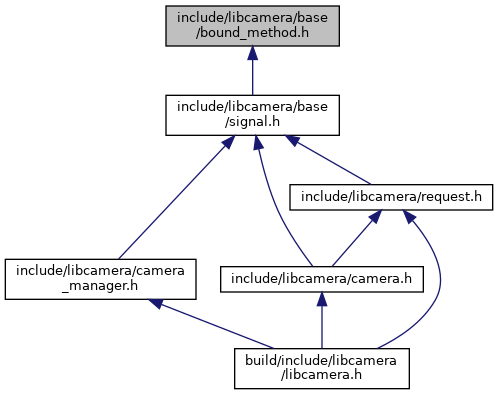 include/libcamera/base
/bound_method.h
include/libcamera/base
/signal.h
include/libcamera/request.h
include/libcamera/camera
_manager.h
include/libcamera/camera.h
build/include/libcamera
/libcamera.h